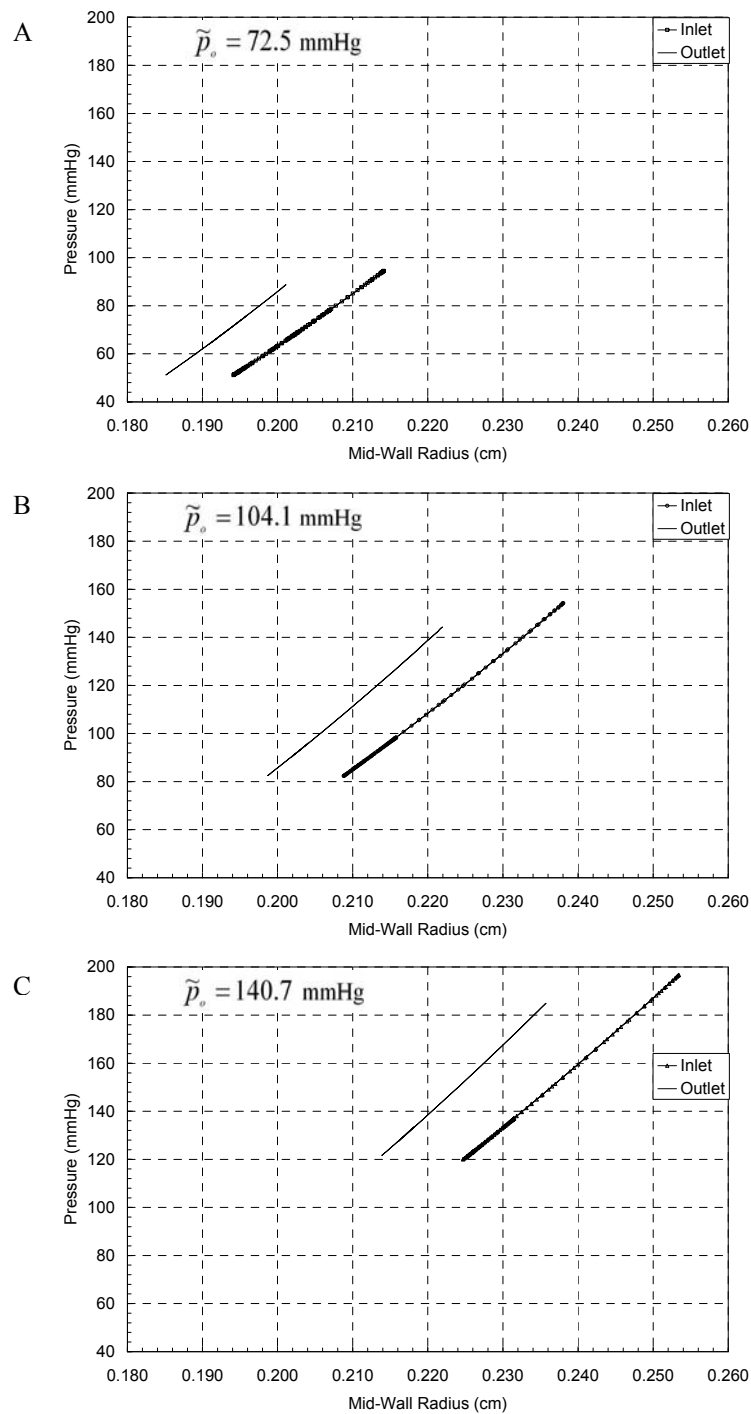 A
p̃ₒ = 72.5 mmHg
Inlet
Outlet
200
180
160
140
120
100
80
60
40
Pressure (mmHg)
0.180 0.190 0.200 0.210 0.220 0.230 0.240 0.250 0.260
Mid-Wall Radius (cm)
B
p̃ₒ = 104.1 mmHg
Inlet
Outlet
200
180
160
140
120
100
80
60
40
Pressure (mmHg)
0.180 0.190 0.200 0.210 0.220 0.230 0.240 0.250 0.260
Mid-Wall Radius (cm)
C
p̃ₒ = 140.7 mmHg
Inlet
Outlet
200
180
160
140
120
100
80
60
40
Pressure (mmHg)
0.180 0.190 0.200 0.210 0.220 0.230 0.240 0.250 0.260
Mid-Wall Radius (cm)